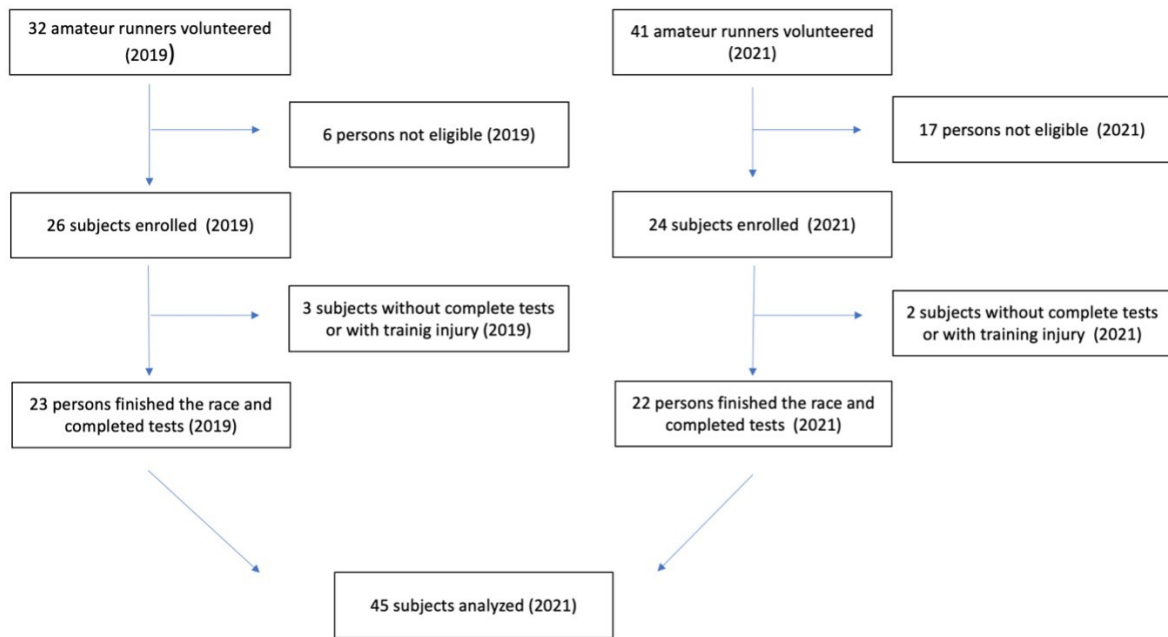 32 amateur runners volunteered
(2019)
6 persons not eligible (2019)
26 subjects enrolled (2019)
3 subjects without complete tests
or with trainig injury (2019)
23 persons finished the race and
completed tests (2019)
41 amateur runners volunteered
(2021)
17 persons not eligible (2021)
24 subjects enrolled (2021)
2 subjects without complete tests
or with training injury (2021)
22 persons finished the race and
completed tests (2021)
45 subjects analyzed (2021)